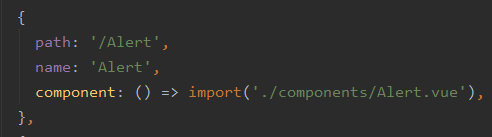 {
path: '/Alert',
name: 'Alert',
component: () => import('./components/Alert.vue'),
},